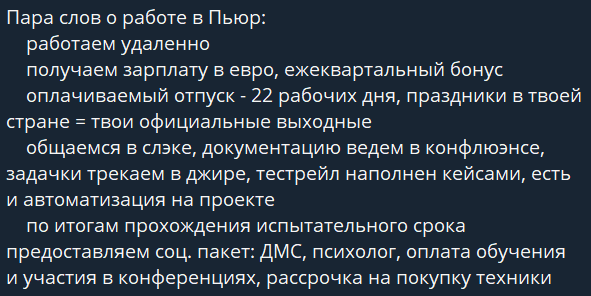 Пара слов о работе в Пьюр:
работаем удаленно
получаем зарплату в евро, ежеквартальный бонус
оплачиваемый отпуск - 22 рабочих дня, праздники в твоей
стране = твои официальные выходные
общаемся в слэке, документацию ведем в конфлюэнсе,
задачки трекаем в джире, тестрейл наполнен кейсами, есть
и автоматизация на проекте
по итогам прохождения испытательного срока
предоставляем соц. пакет: ДМС, психолог, оплата обучения
и участия в конференциях, рассрочка на покупку техники